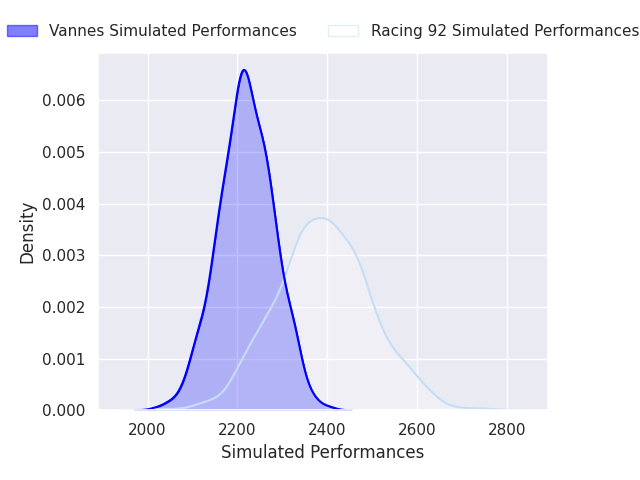 Vannes Simulated Performances
Racing 92 Simulated Performances
0.006
0.005
0.004
0.003
0.002
0.001
0.000
Density
2000 2200 2400 2600 2800
Simulated Performances